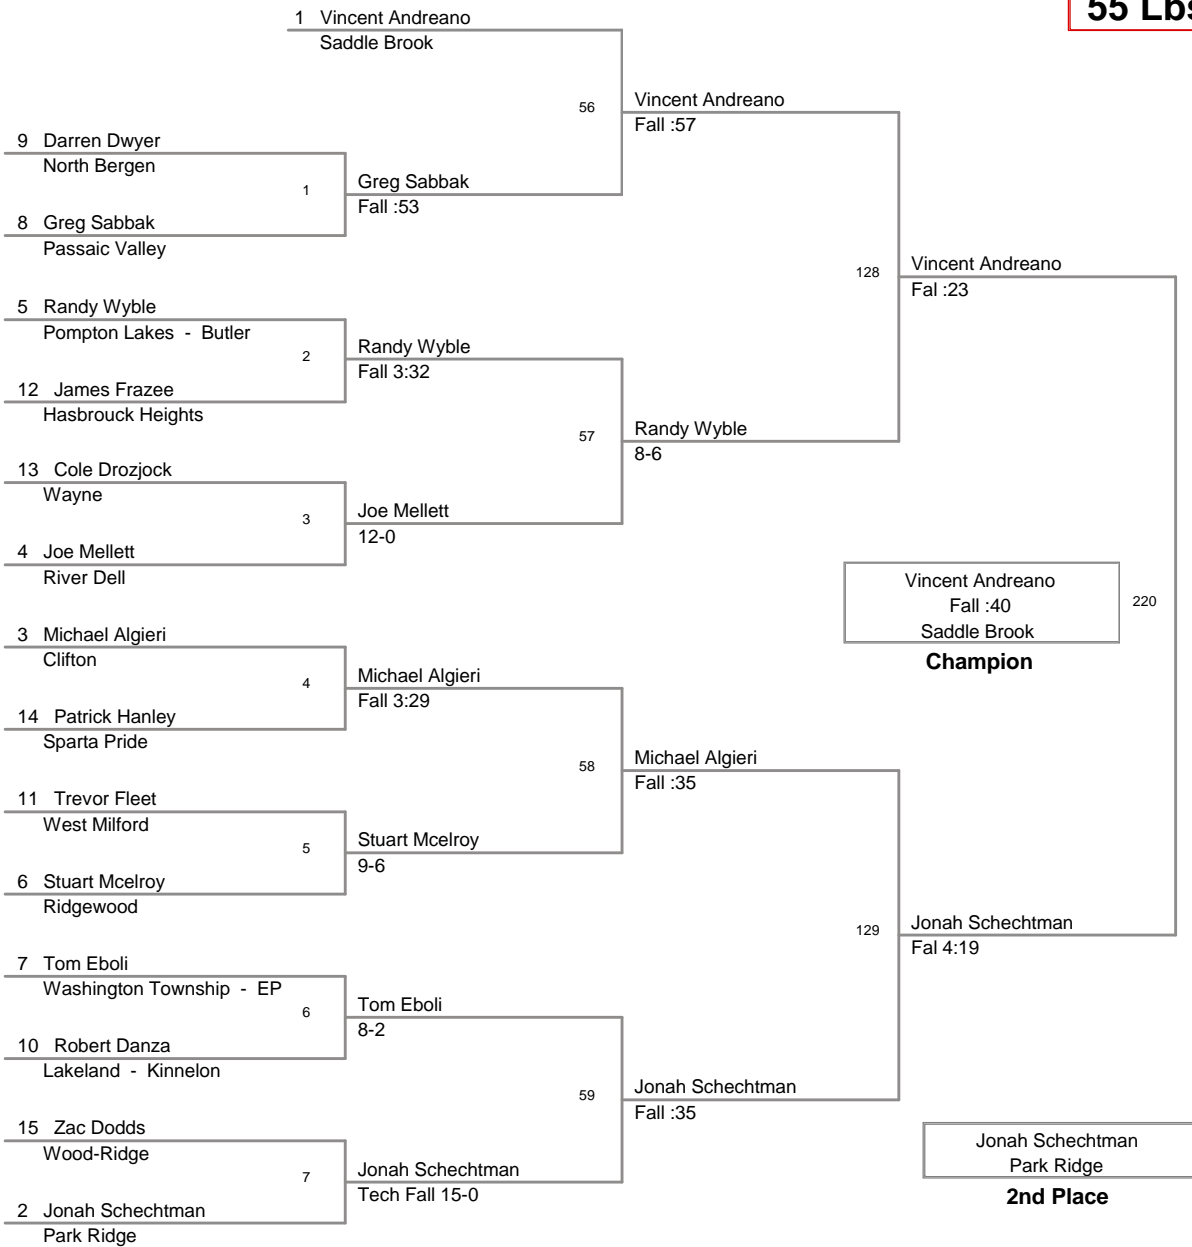 55 Lbs
1 Vincent Andreano
Saddle Brook
56
Vincent Andreano
Fall :57
9 Darren Dwyer
North Bergen
1
Greg Sabbak
Fall :53
8 Greg Sabbak
Passaic Valley
128
Vincent Andreano
Fal :23
5 Randy Wyble
Pompton Lakes - Butler
2
Randy Wyble
Fall 3:32
12 James Frazee
Hasbrouck Heights
57
Randy Wyble
8-6
13 Cole Drozjock
Wayne
3
Joe Mellett
12-0
4 Joe Mellett
River Dell
Vincent Andreano
Fall :40
Saddle Brook
Champion
220
3 Michael Algieri
Clifton
4
Michael Algieri
Fall 3:29
14 Patrick Hanley
Sparta Pride
58
Michael Algieri
Fall :35
11 Trevor Fleet
West Milford
5
Stuart Mcelroy
9-6
6 Stuart Mcelroy
Ridgewood
129
Jonah Schechtman
Fal 4:19
7 Tom Eboli
Washington Township - EP
6
Tom Eboli
8-2
10 Robert Danza
Lakeland - Kinnelon
59
Jonah Schechtman
Fall :35
15 Zac Dodds
Wood-Ridge
7
Jonah Schechtman
Tech Fall 15-0
2 Jonah Schechtman
Park Ridge
Jonah Schechtman
Park Ridge
2nd Place